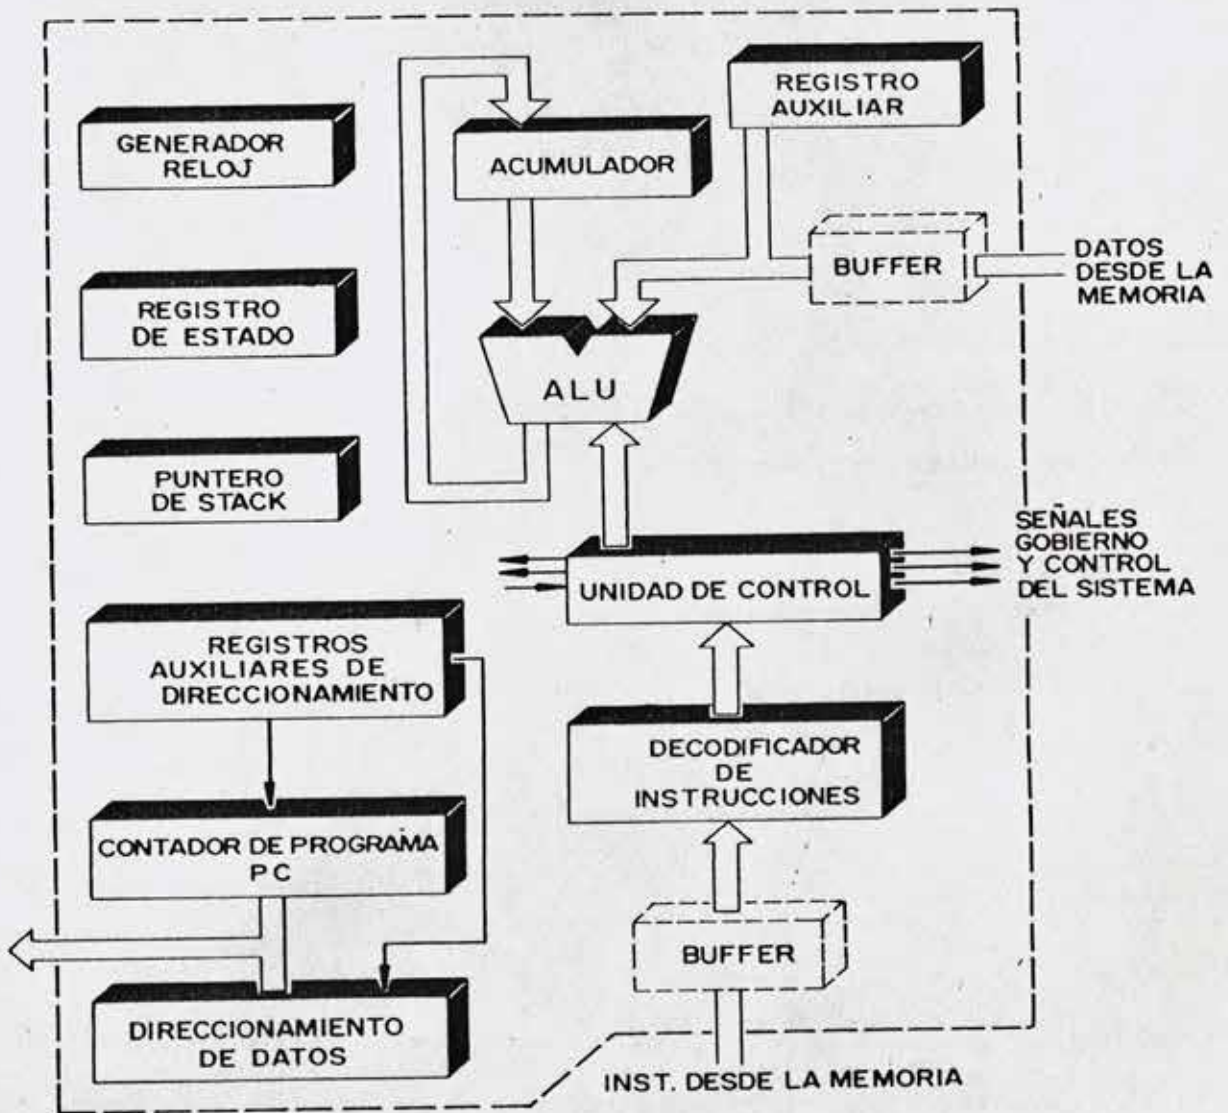 GENERADOR
RELOJ
ACUMULADOR
REGISTRO
AUXILIAR
REGISTRO
DE ESTADO
BUFFER
DATOS
DESDE LA
MEMORIA
ALU
PUNTERO
DE STACK
UNIDAD DE CONTROL
SEÑALES
GOBIERNO
Y CONTROL
DEL SISTEMA
REGISTROS
AUXILIARES DE
DIRECCIONAMIENTO
DECODIFICADOR
DE
INSTRUCCIONES
CONTADOR DE PROGRAMA
PC
BUFFER
DIRECCIONAMIENTO
DE DATOS
INST. DESDE LA MEMORIA